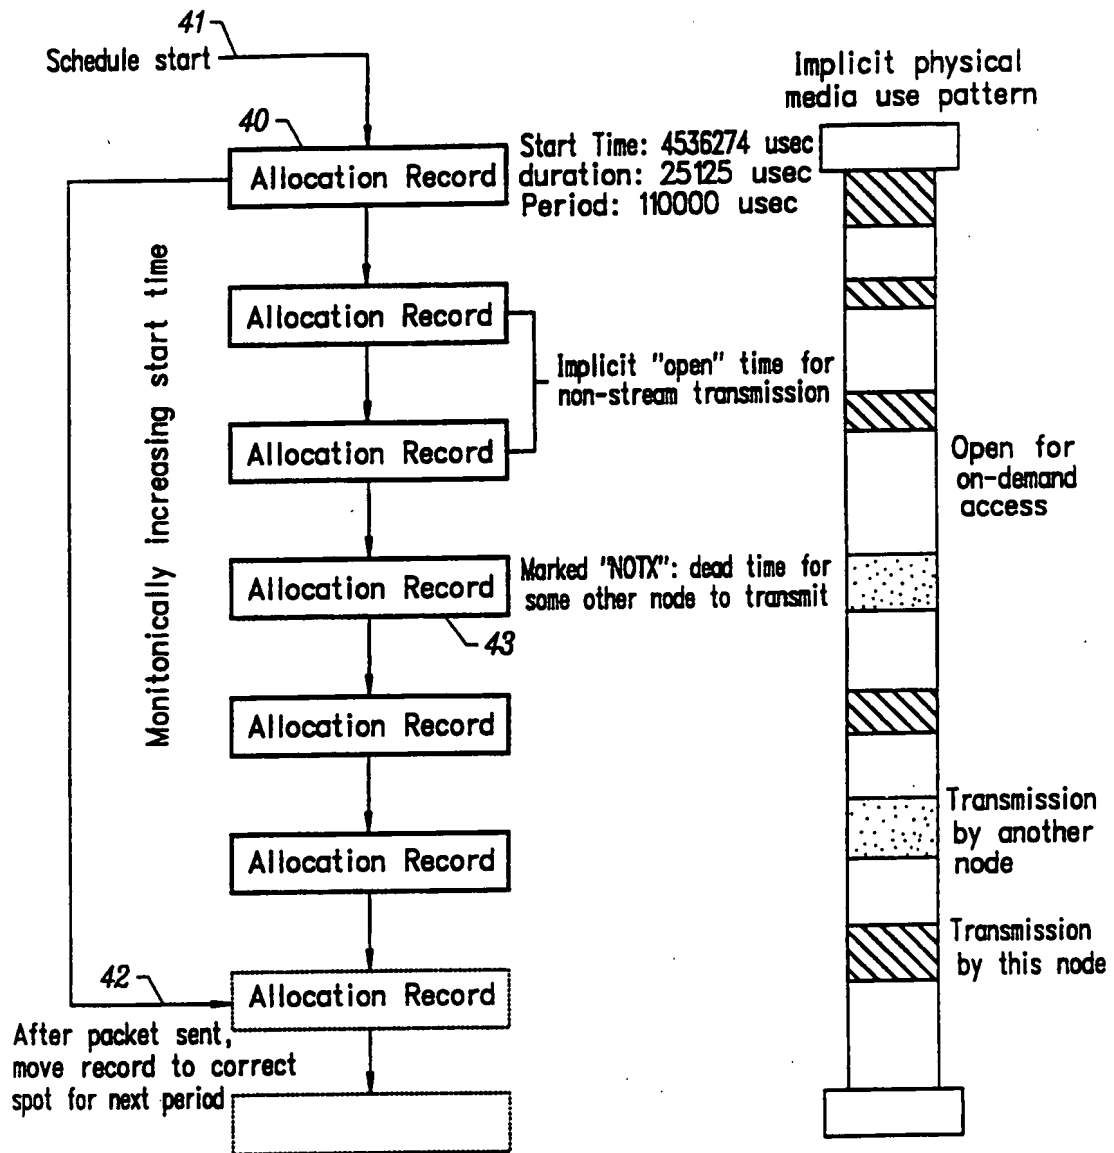 41
Schedule start
Implicit physical
media use pattern
40
Allocation Record
Start Time: 4536274 usec
duration: 25125 usec
Period: 110000 usec
Monitonically increasing start time
Allocation Record
Implicit "open" time for
non-stream transmission
Allocation Record
Open for
on-demand
access
Allocation Record
Marked "NOTX": dead time for
some other node to transmit
43
Allocation Record
Allocation Record
Transmission
by another
node
Transmission
by this node
42
Allocation Record
After packet sent,
move record to correct
spot for next period